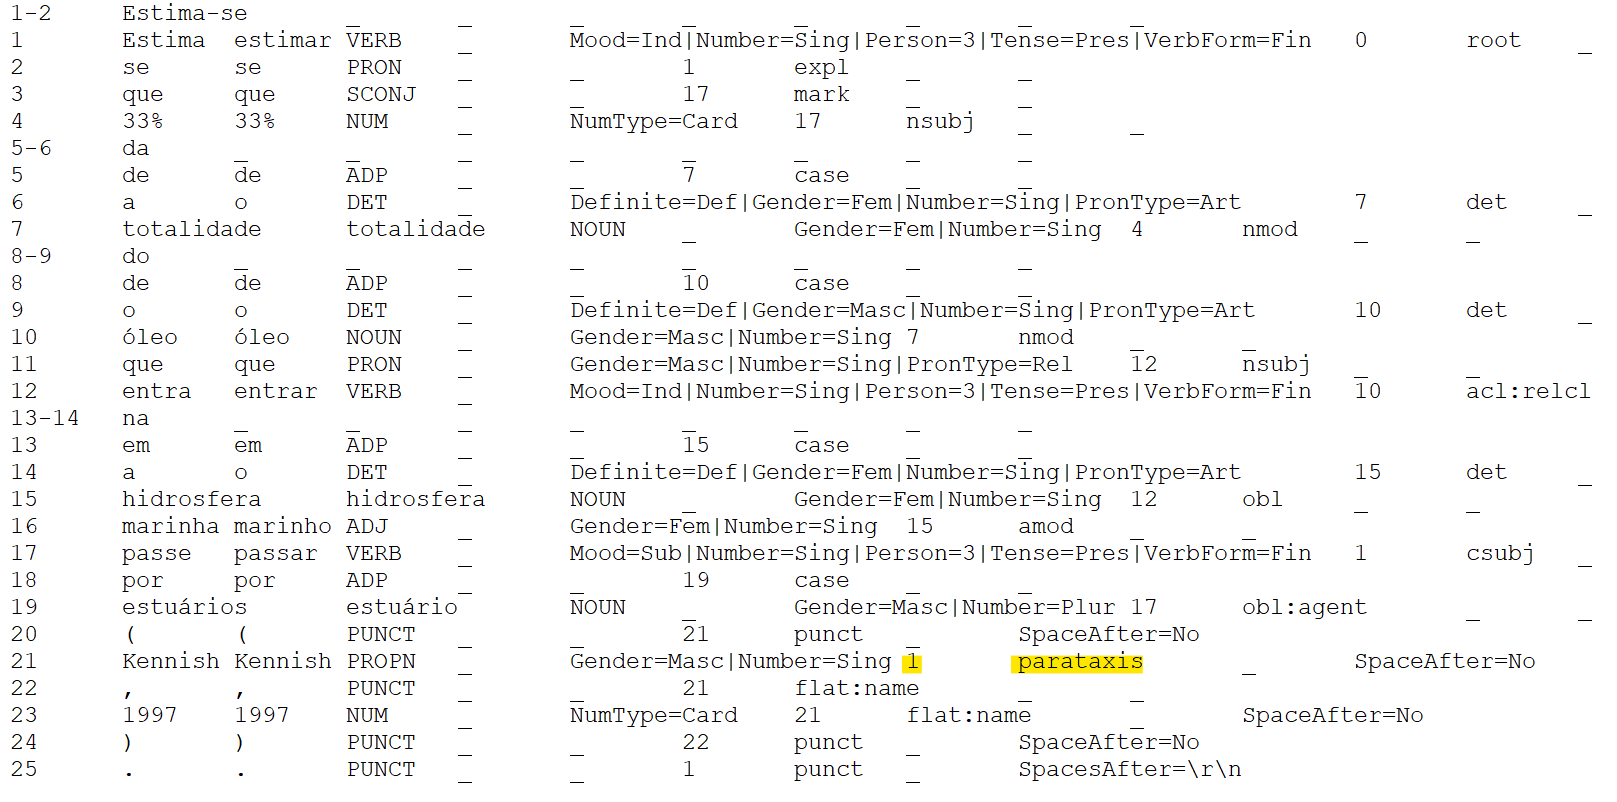 1-2 Estima-se _ _ _ _ _ _ _ _
1 Estima estimar VERB _ Mood=Ind|Number=Sing|Person=3|Tense=Pres|VerbForm=Fin 0 root _
2 se se PRON _ _ 1 expl _ _
3 que que SCONJ _ _ 17 mark _ _
4 33% 33% NUM _ NumType=Card 17 nsubj _ _
5-6 da _ _ _ _ _ _ _ _
5 de de ADP _ _ 7 case _ _
6 a o DET _ Definite=Def|Gender=Fem|Number=Sing|PronType=Art 7 det _
7 totalidade totalidade NOUN _ Gender=Fem|Number=Sing 4 nmod _ _
8-9 do _ _ _ _ _ _ _ _
8 de de ADP _ _ 10 case _ _
9 o o DET _ Definite=Def|Gender=Masc|Number=Sing|PronType=Art 10 det _
10 óleo óleo NOUN _ Gender=Masc|Number=Sing 7 nmod _ _
11 que que PRON _ Gender=Masc|Number=Sing|PronType=Rel 12 nsubj _ _
12 entra entrar VERB _ Mood=Ind|Number=Sing|Person=3|Tense=Pres|VerbForm=Fin 10 acl:relcl
13-14 na _ _ _ _ _ _ _ _
13 em em ADP _ _ 15 case _ _
14 a o DET _ Definite=Def|Gender=Fem|Number=Sing|PronType=Art 15 det _
15 hidrosfera hidrosfera NOUN _ Gender=Fem|Number=Sing 12 obl _ _
16 marinha marinho ADJ _ Gender=Fem|Number=Sing 15 amod _ _
17 passe passar VERB _ Mood=Sub|Number=Sing|Person=3|Tense=Pres|VerbForm=Fin 1 csubj _
18 por por ADP _ _ 19 case _ _
19 estuários estuário NOUN _ Gender=Masc|Number=Plur 17 obl:agent _ _
20 ( ( PUNCT _ _ 21 punct _ SpaceAfter=No
21 Kennish Kennish PROPN _ Gender=Masc|Number=Sing 1 parataxis _ SpaceAfter=No
22 , , PUNCT _ _ 21 flat:name _ _
23 1997 1997 NUM _ NumType=Card 21 flat:name _ SpaceAfter=No
24 ) ) PUNCT _ _ 22 punct _ SpaceAfter=No
25 . . PUNCT _ _ 1 punct _ SpacesAfter=\r\n